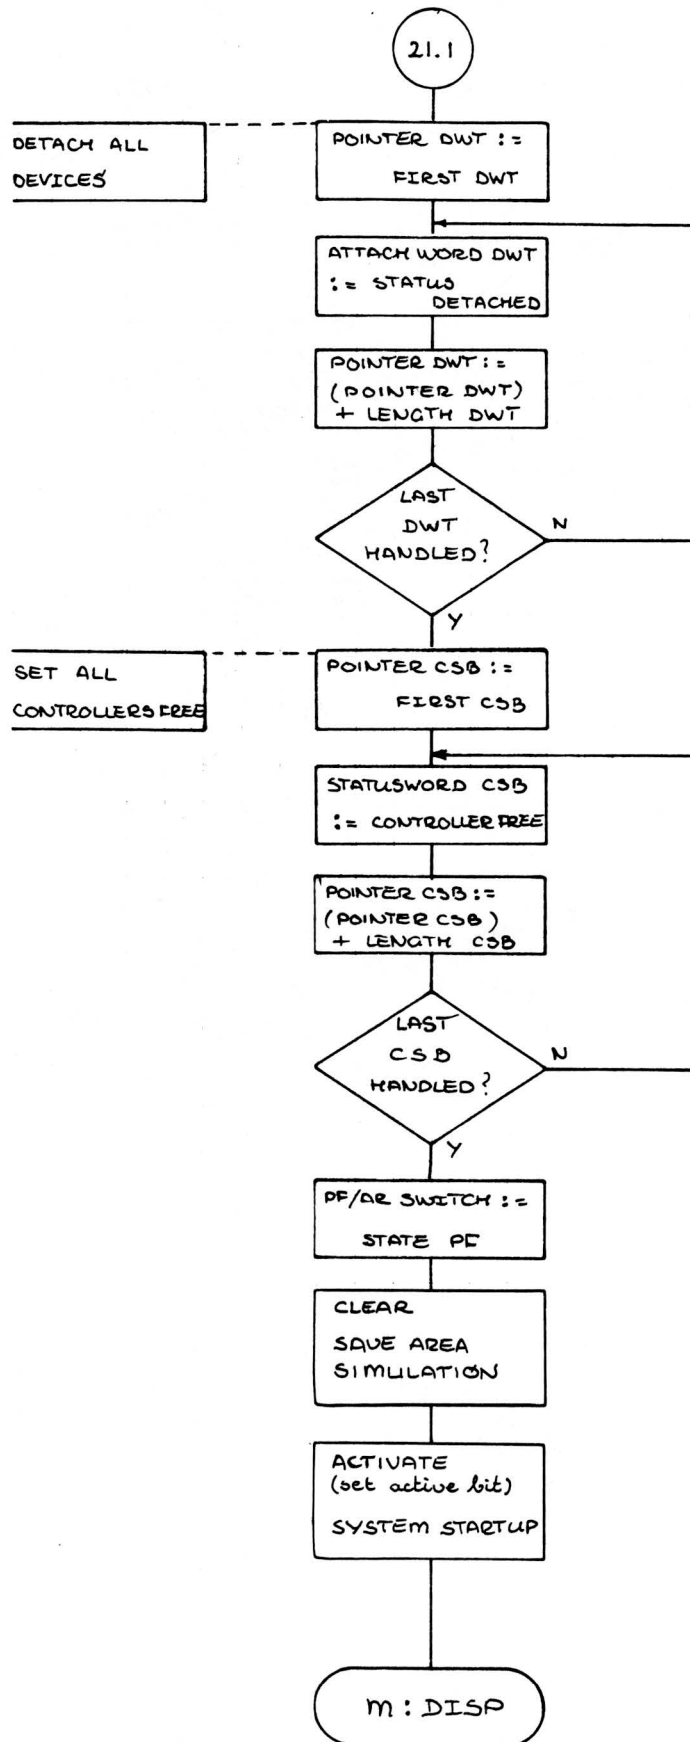 21.1
DETACH ALL
DEVICES
POINTER DWT :=
FIRST DWT
ATTACH WORD DWT
:= STATUS
DETACHED
POINTER DWT :=
(POINTER DWT)
+ LENGTH DWT
LAST
DWT
HANDLED?
N
Y
SET ALL
CONTROLLERS FREE
POINTER CSB :=
FIRST CSB
STATUSWORD CSB
:= CONTROLLER FREE
POINTER CSB :=
(POINTER CSB)
+ LENGTH CSB
LAST
CSB
HANDLED?
N
Y
PF/AR SWITCH :=
STATE PF
CLEAR
SAVE AREA
SIMULATION
ACTIVATE
(set active bit)
SYSTEM STARTUP
M : DISP